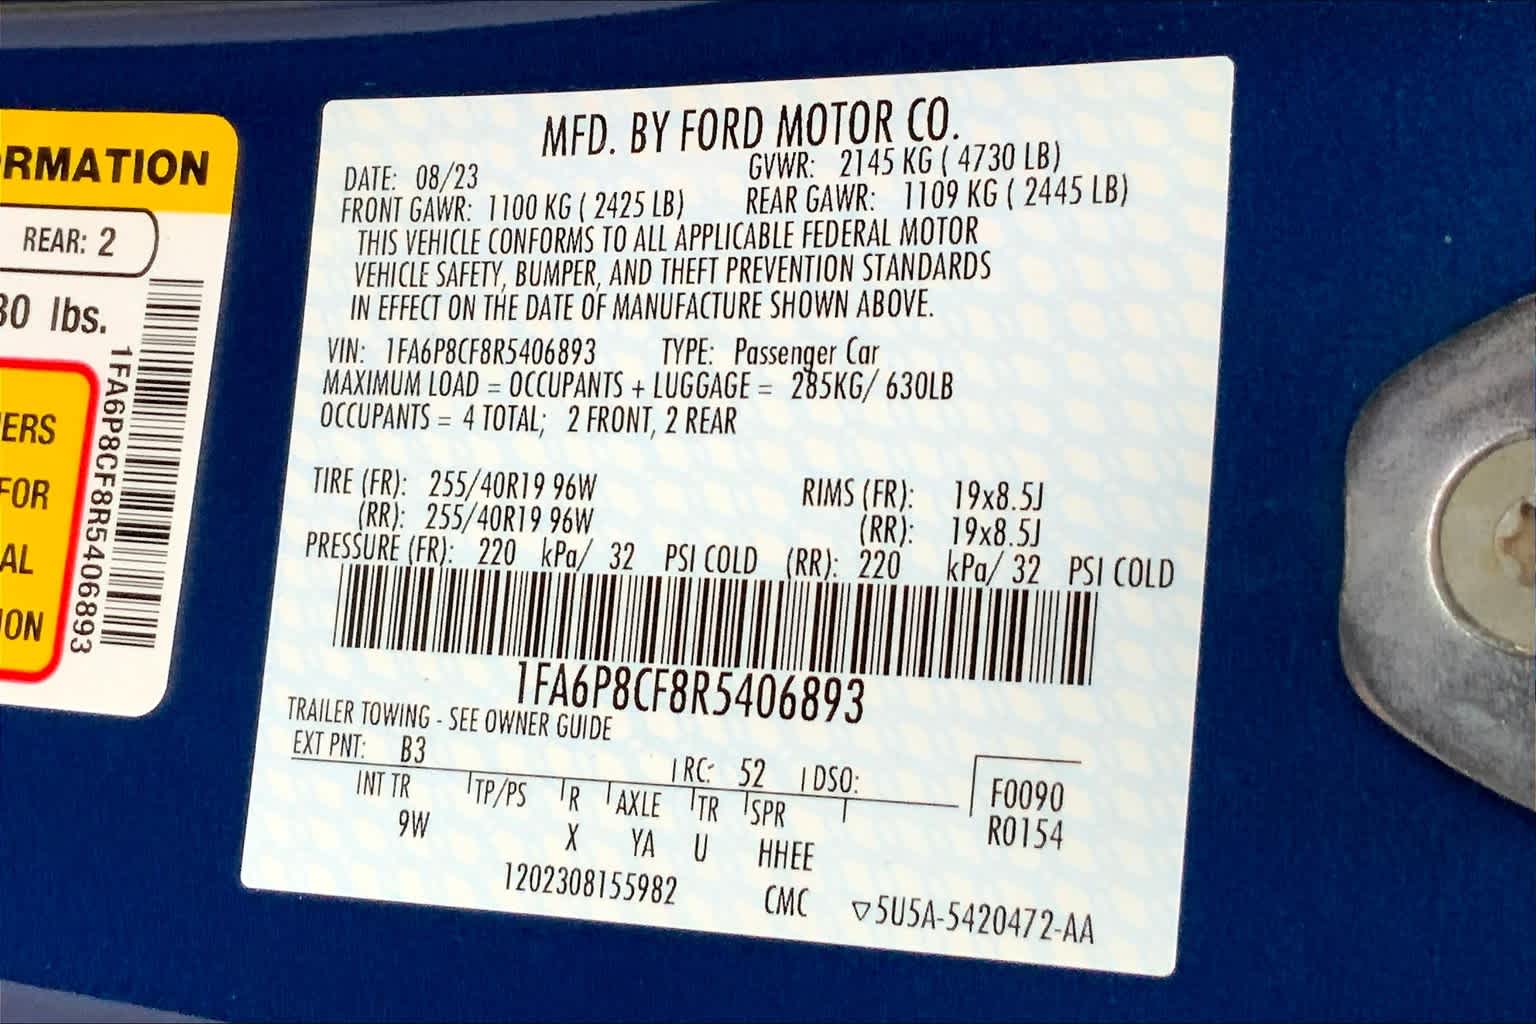 RMATION
REAR: 2
30 lbs.
ERS
FOR
AL
ION
1FA6P8CF8R5406893
MFD. BY FORD MOTOR CO.
DATE: 08/23 GVWR: 2145 KG ( 4730 LB)
FRONT GAWR: 1100 KG ( 2425 LB) REAR GAWR: 1109 KG ( 2445 LB)
THIS VEHICLE CONFORMS TO ALL APPLICABLE FEDERAL MOTOR
VEHICLE SAFETY, BUMPER, AND THEFT PREVENTION STANDARDS
IN EFFECT ON THE DATE OF MANUFACTURE SHOWN ABOVE.
VIN: 1FA6P8CF8R5406893 TYPE: Passenger Car
MAXIMUM LOAD = OCCUPANTS + LUGGAGE = 285KG/ 630LB
OCCUPANTS = 4 TOTAL; 2 FRONT, 2 REAR
TIRE (FR): 255/40R19 96W RIMS (FR): 19x8.5J
(RR): 255/40R19 96W (RR): 19x8.5J
PRESSURE (FR): 220 kPa/ 32 PSI COLD (RR): 220 kPa/ 32 PSI COLD
1FA6P8CF8R5406893
TRAILER TOWING - SEE OWNER GUIDE
EXT PNT: B3 RC: 52 DSO:
INT TR TP/PS R AXLE TR SPR F0090
9W X YA U HHEE R0154
1202308155982 CMC ▽5U5A-5420472-AA